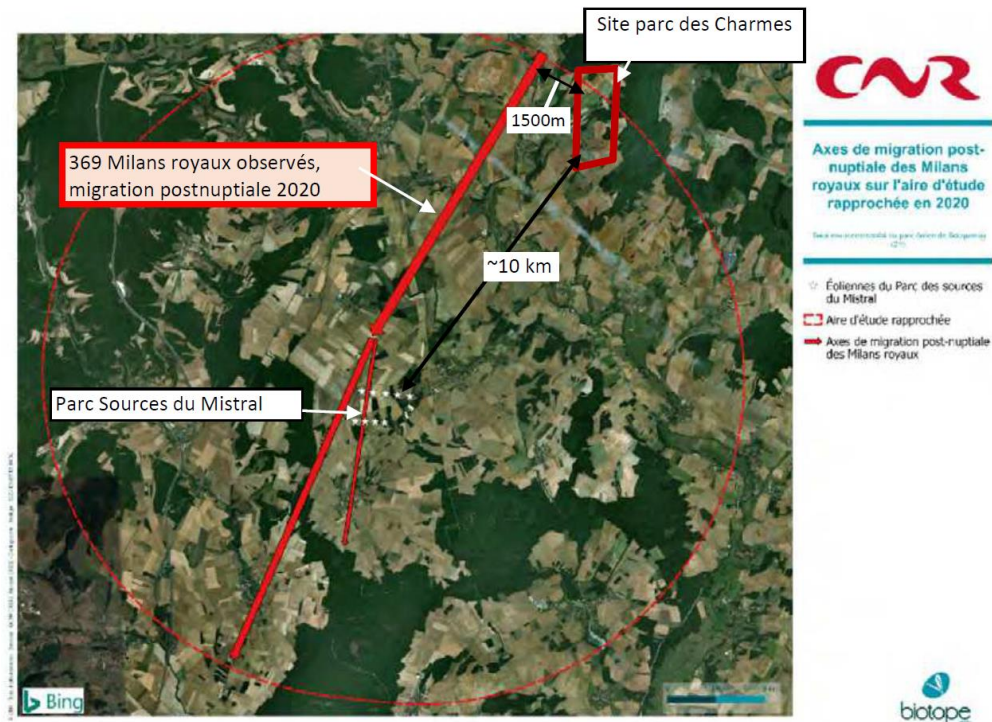 Site parc des Charmes
1500m
369 Milans royaux observés,
migration postnuptiale 2020
~10 km
Parc Sources du Mistral
Bing
CNR
Axes de migration post-
nuptiale des Milans
royaux sur l'aire d'étude
rapprochée en 2020
Éoliennes du Parc des sources
du Mistral
Aire d'étude rapprochée
Axes de migration post-nuptiale
des Milans royaux
biotope